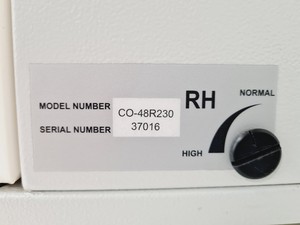 RH
NORMAL
MODEL NUMBER CO-48R230
SERIAL NUMBER 37016
HIGH